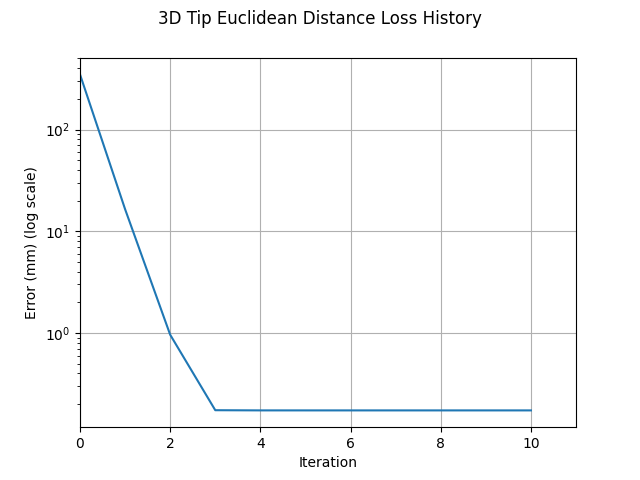 3D Tip Euclidean Distance Loss History
Error (mm) (log scale)
10²
10¹
10⁰
0 2 4 6 8 10
Iteration